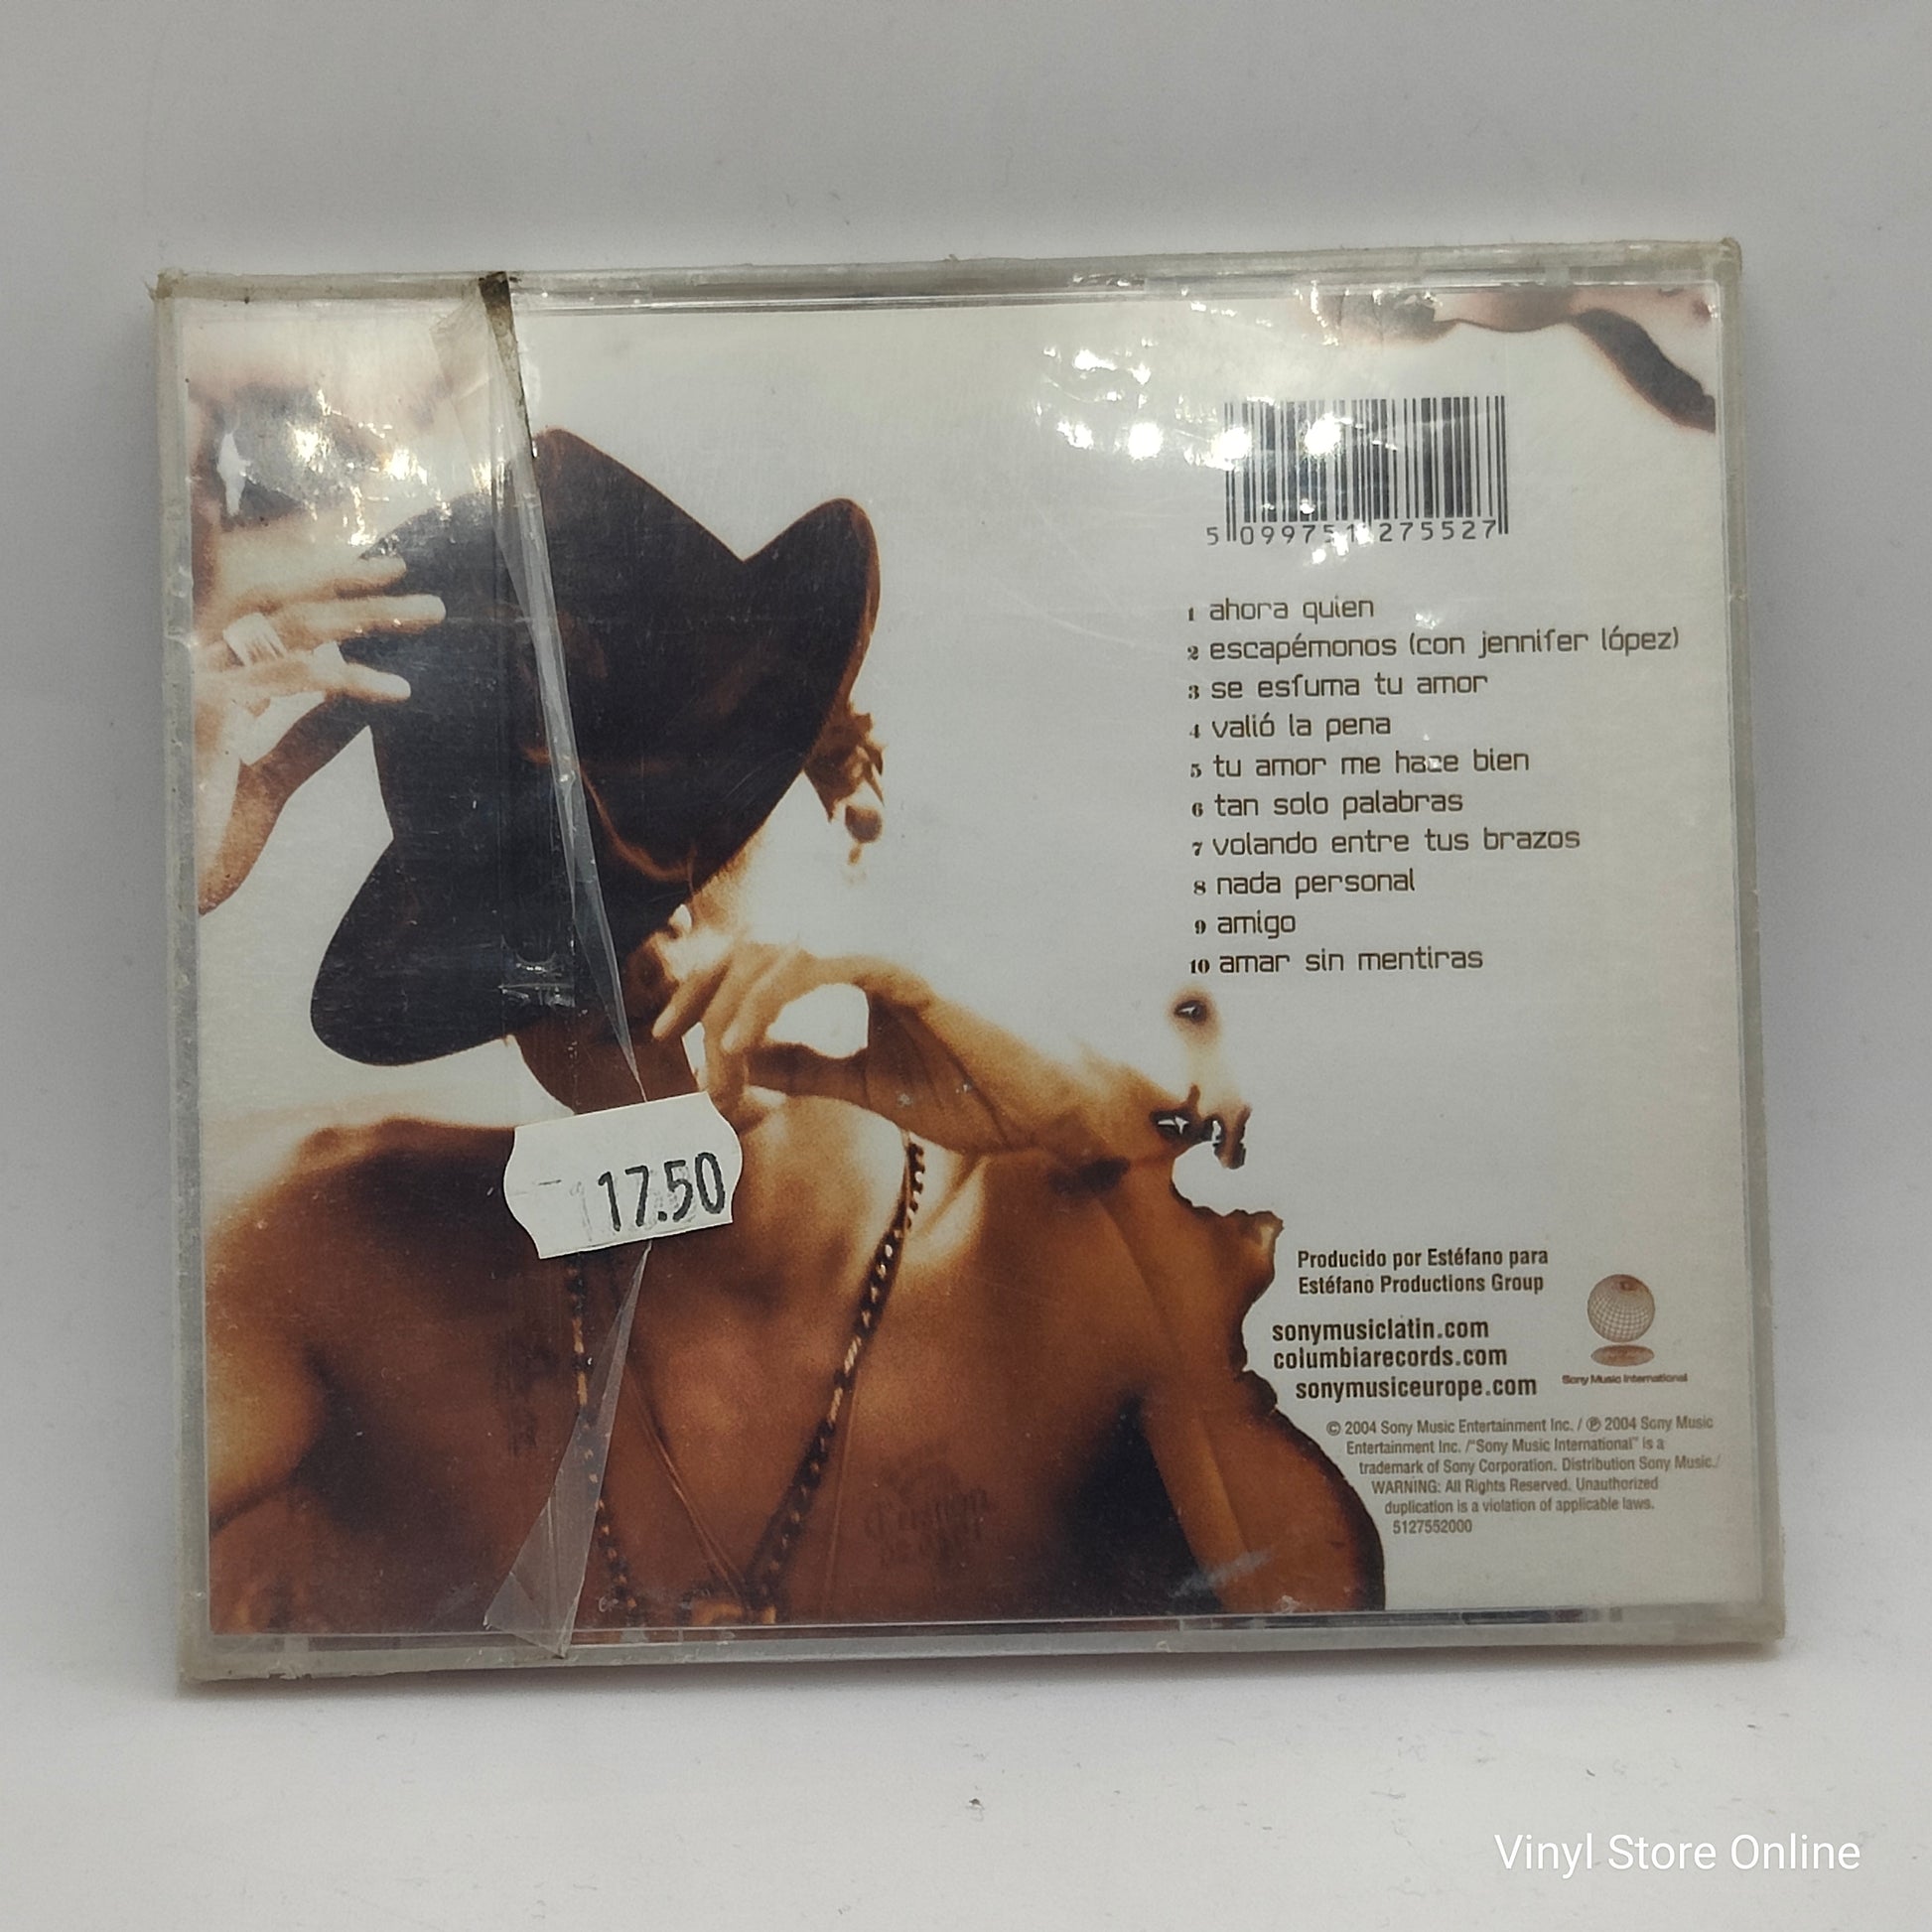 5 099751 275527
1 ahora quien
2 escapémonos (con jennifer lópez)
3 se esfuma tu amor
4 valió la pena
5 tu amor me hace bien
6 tan solo palabras
7 volando entre tus brazos
8 nada personal
9 amigo
10 amar sin mentiras
17.50
Producido por Estéfano para
Estéfano Productions Group
sonymusiclatin.com
columbiarecords.com
sonymusiceurope.com
Sony Music International
© 2004 Sony Music Entertainment Inc. / ℗ 2004 Sony Music
Entertainment Inc. /"Sony Music International" is a
trademark of Sony Corporation. Distribution Sony Music./
WARNING: All Rights Reserved. Unauthorized
duplication is a violation of applicable laws.
5127552000
Vinyl Store Online